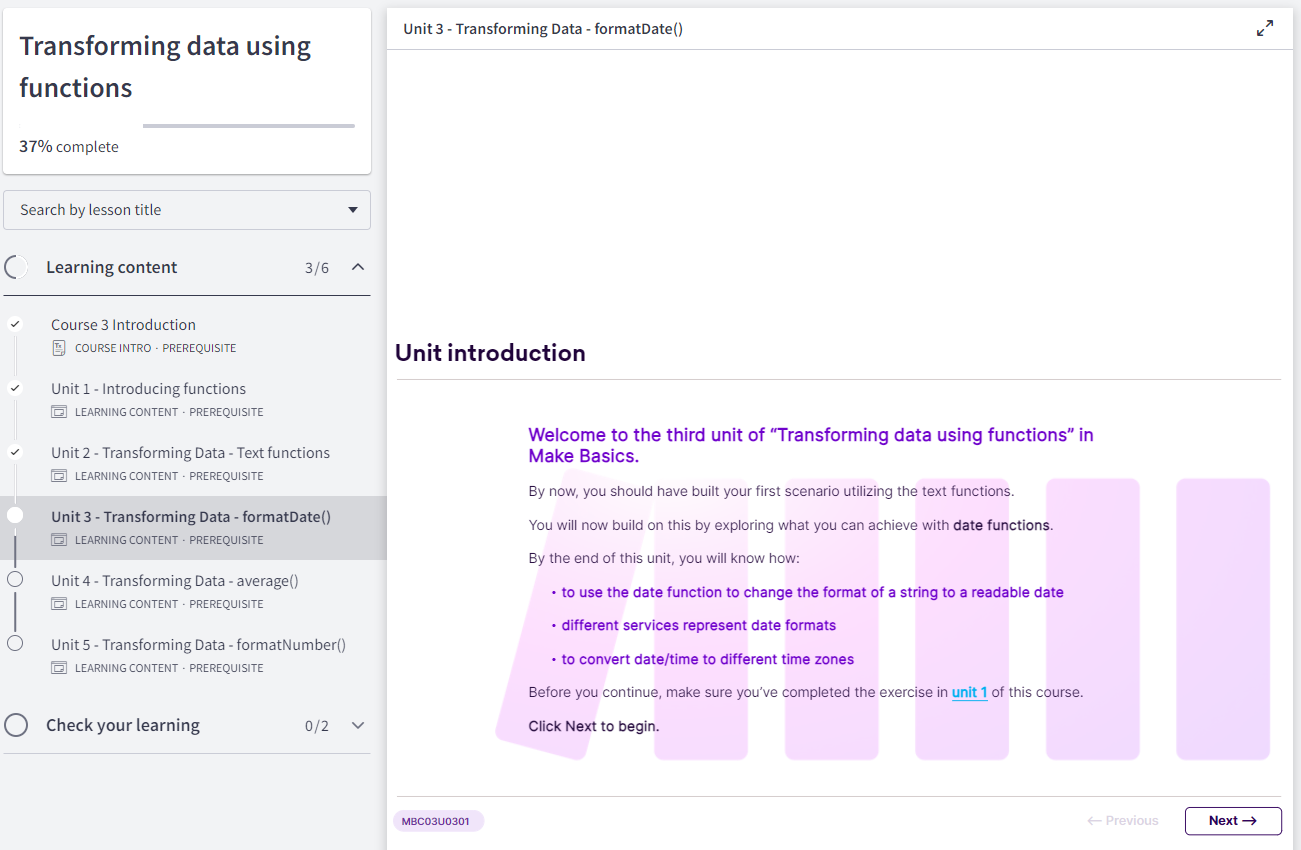 Transforming data using
functions
37% complete
Search by lesson title
Learning content 3/6
Course 3 Introduction
COURSE INTRO · PREREQUISITE
Unit 1 - Introducing functions
LEARNING CONTENT · PREREQUISITE
Unit 2 - Transforming Data - Text functions
LEARNING CONTENT · PREREQUISITE
Unit 3 - Transforming Data - formatDate()
LEARNING CONTENT · PREREQUISITE
Unit 4 - Transforming Data - average()
LEARNING CONTENT · PREREQUISITE
Unit 5 - Transforming Data - formatNumber()
LEARNING CONTENT · PREREQUISITE
Check your learning 0/2
Unit 3 - Transforming Data - formatDate()
Unit introduction
Welcome to the third unit of “Transforming data using functions” in
Make Basics.
By now, you should have built your first scenario utilizing the text functions.
You will now build on this by exploring what you can achieve with date functions.
By the end of this unit, you will know how:
• to use the date function to change the format of a string to a readable date
• different services represent date formats
• to convert date/time to different time zones
Before you continue, make sure you’ve completed the exercise in unit 1 of this course.
Click Next to begin.
MBC03U0301
← Previous
Next →